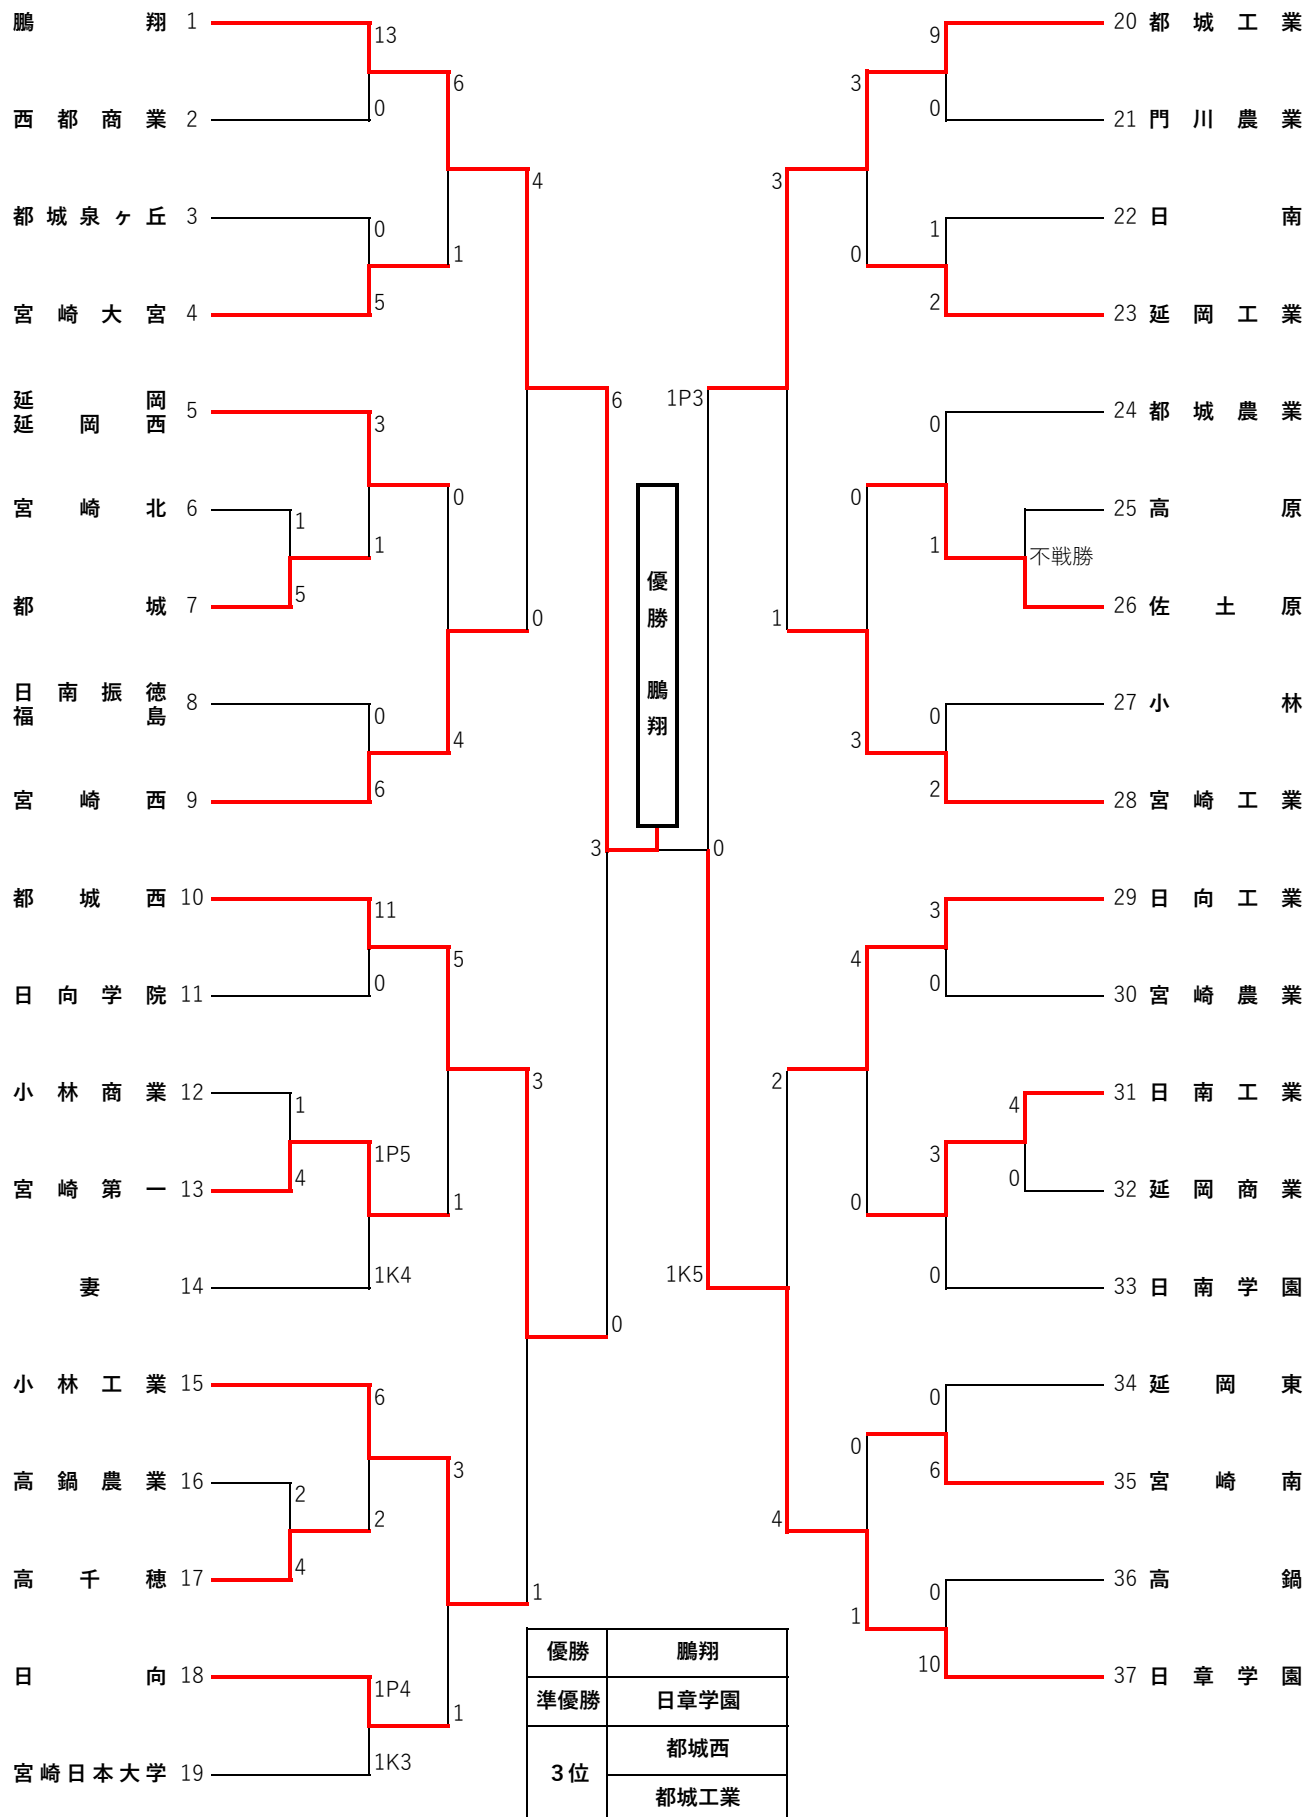 鵬翔 1
13
6
西都商業 2
0
4
都城泉ヶ丘 3
0
1
宮崎大宮 4
5
延岡
延岡西 5
3
6
宮崎北 6
1
0
1
都城 7
5
0
日南振徳
福島 8
0
4
宮崎西 9
6
3
都城西 10
11
5
日向学院 11
0
3
小林商業 12
1
1P5
宮崎第一 13
4
1
妻 14
1K4
0
小林工業 15
6
3
高鍋農業 16
2
2
高千穂 17
4
1
日向 18
1P4
1
宮崎日本大学 19
1K3
優勝 鵬翔
20 都城工業
9
3
21 門川農業
0
3
22 日南
1
0
23 延岡工業
2
1P3
24 都城農業
0
0
25 高原
1
不戦勝
26 佐土原
1
27 小林
0
3
28 宮崎工業
2
0
29 日向工業
3
4
30 宮崎農業
0
2
31 日南工業
4
3
32 延岡商業
0
0
33 日南学園
0
1K5
34 延岡東
0
0
35 宮崎南
6
4
36 高鍋
0
1
37 日章学園
10
優勝 鵬翔
準優勝 日章学園
3位 都城西
都城工業